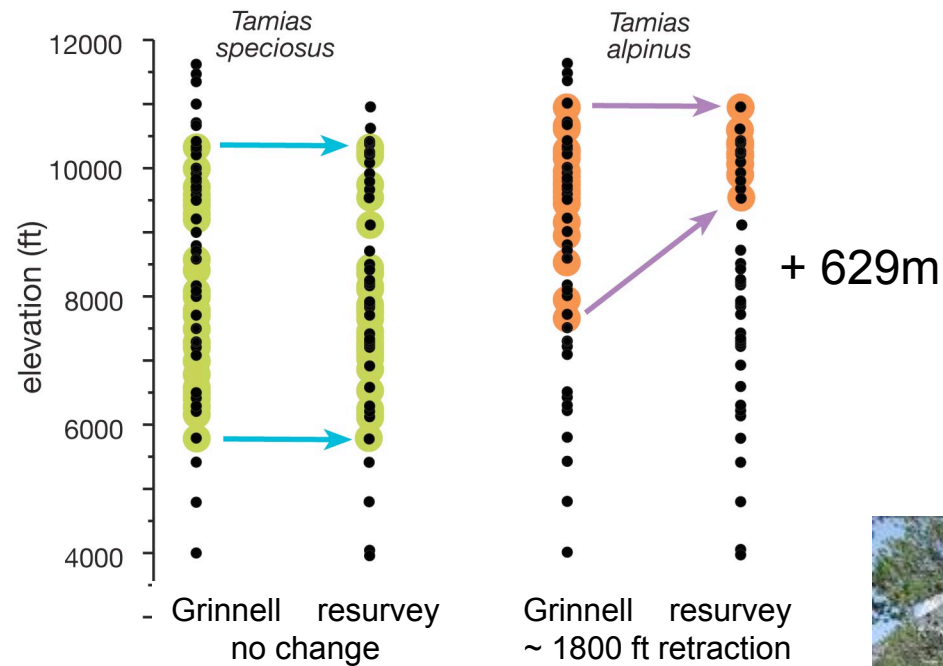 Tamias
speciosus
Tamias
alpinus
12000
10000
8000
6000
4000
elevation (ft)
+ 629m
Grinnell resurvey
no change
Grinnell resurvey
~ 1800 ft retraction